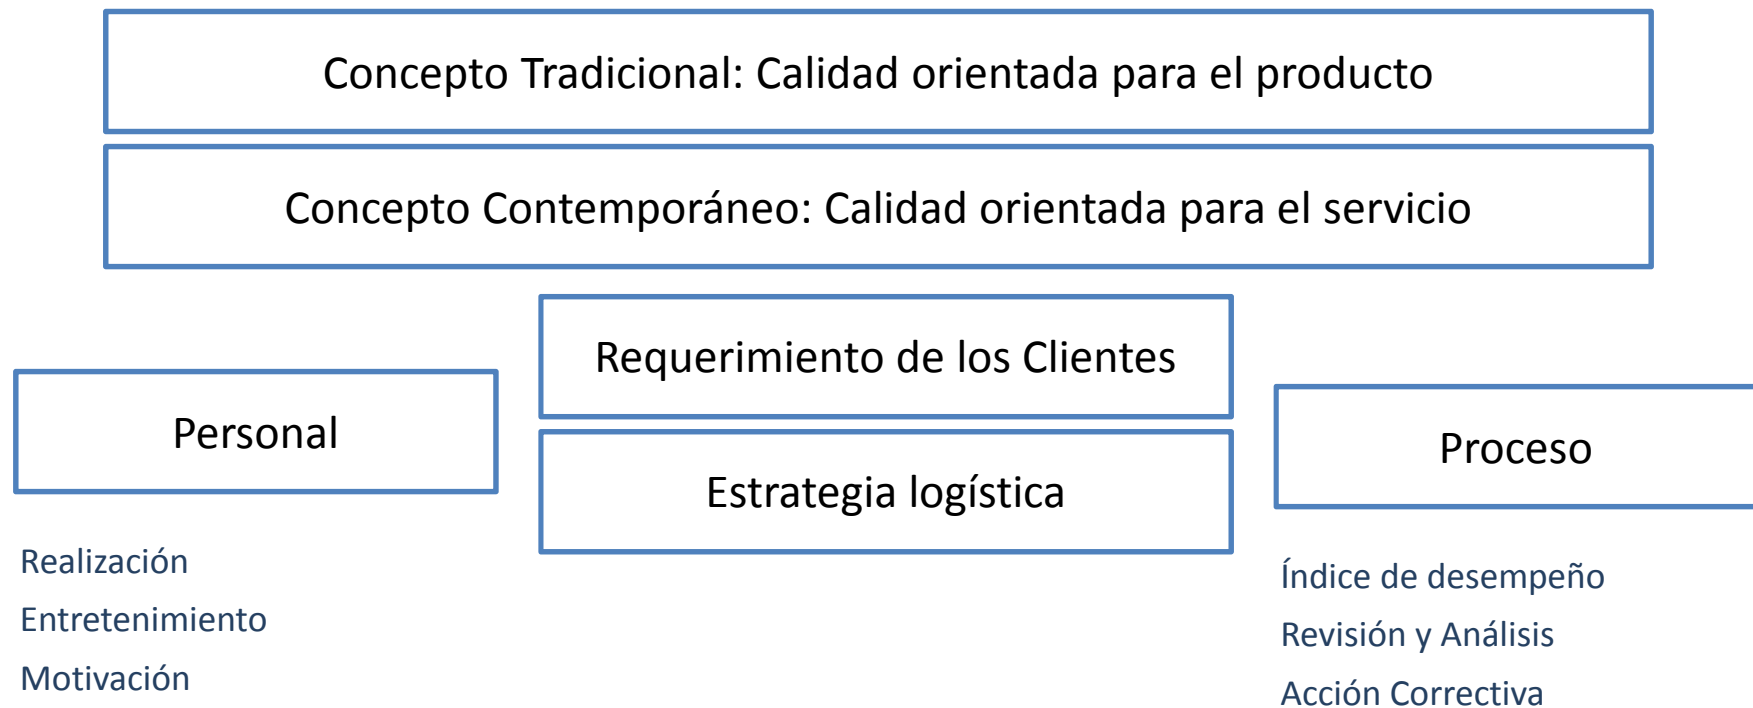 Concepto Tradicional: Calidad orientada para el producto
Concepto Contemporáneo: Calidad orientada para el servicio
Requerimiento de los Clientes
Personal
Proceso
Estrategia logística
Realización
Entretenimiento
Motivación
Índice de desempeño
Revisión y Análisis
Acción Correctiva